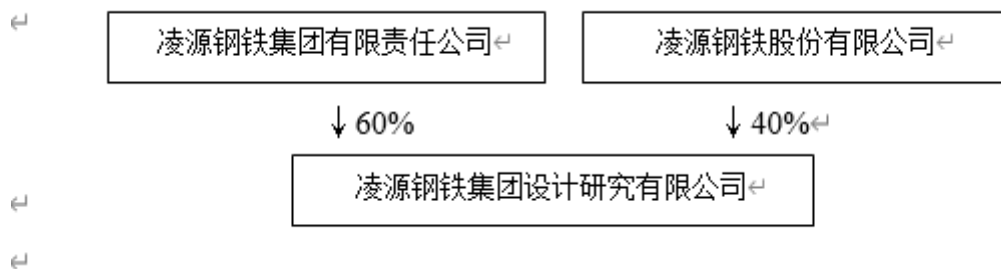 凌源钢铁集团有限责任公司 凌源钢铁股份有限公司
↓ 60% ↓ 40%
凌源钢铁集团设计研究有限公司